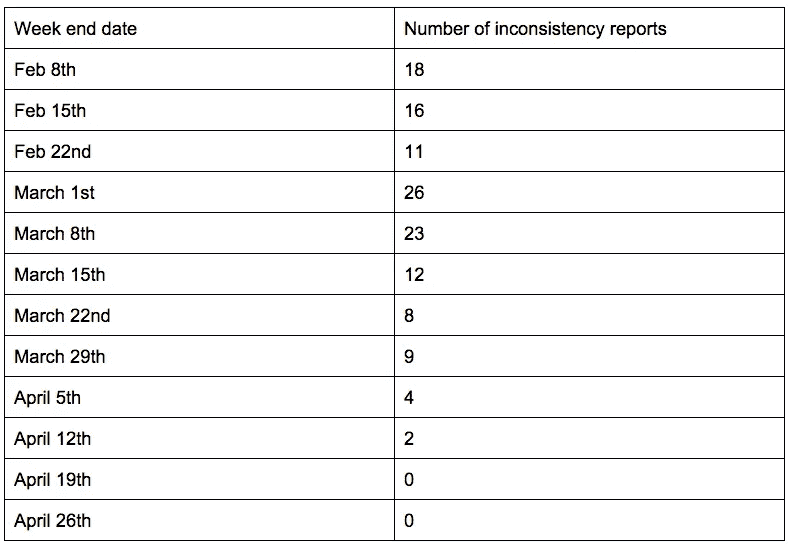 Week end date Number of inconsistency reports
Feb 8th 18
Feb 15th 16
Feb 22nd 11
March 1st 26
March 8th 23
March 15th 12
March 22nd 8
March 29th 9
April 5th 4
April 12th 2
April 19th 0
April 26th 0